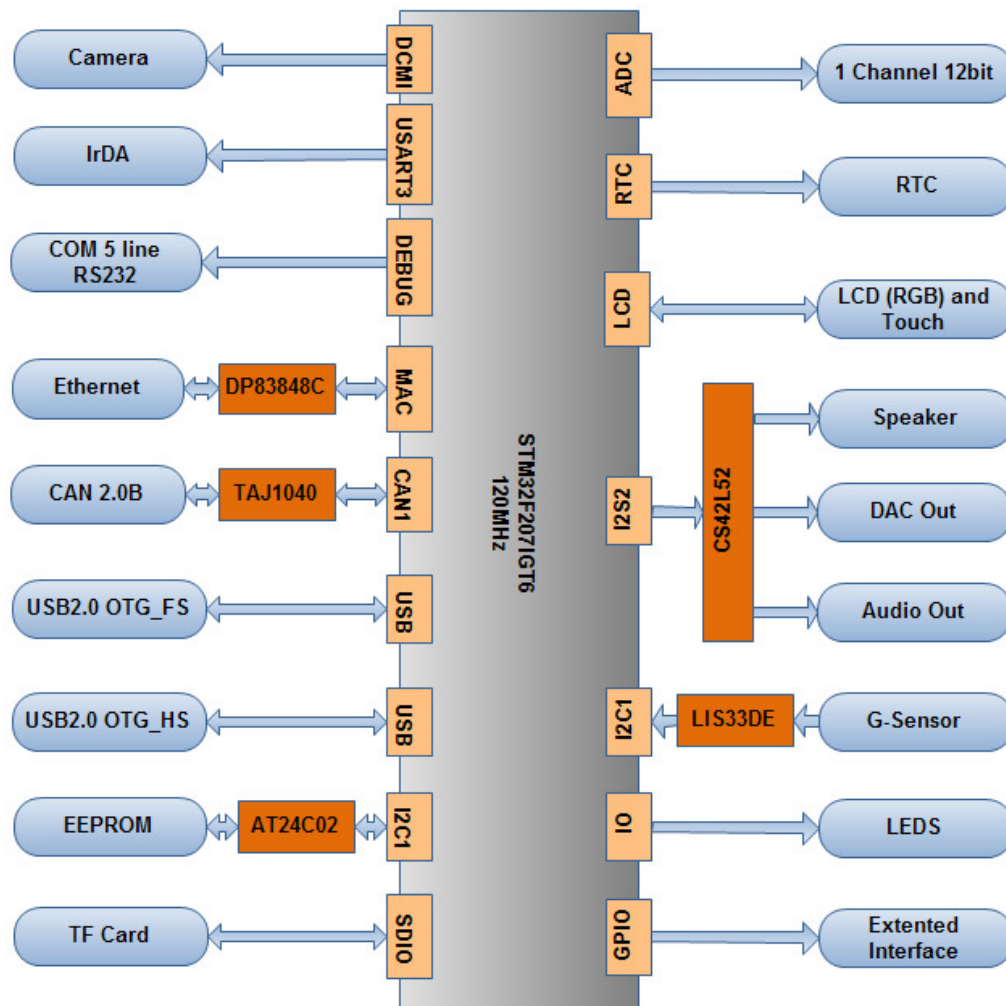 Camera
DCMI
IrDA
USART3
COM 5 line
RS232
DEBUG
Ethernet
DP83848C
MAC
CAN 2.0B
TAJ1040
CAN1
USB2.0 OTG_FS
USB
USB2.0 OTG_HS
USB
EEPROM
AT24C02
I2C1
TF Card
SDIO
STM32F207IGT6
120MHz
ADC
1 Channel 12bit
RTC
RTC
LCD
LCD (RGB) and
Touch
I2S2
CS42L52
Speaker
DAC Out
Audio Out
I2C1
LIS33DE
G-Sensor
IO
LEDS
GPIO
Extented
Interface